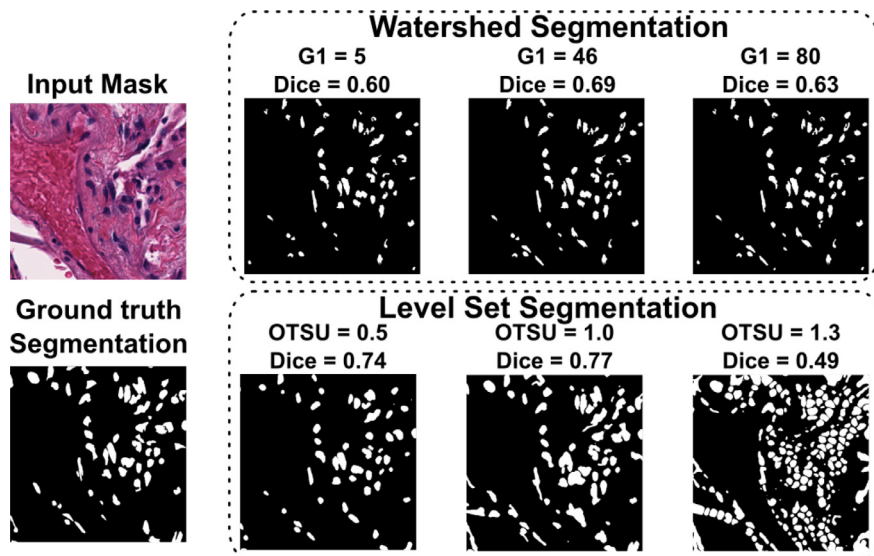 Watershed Segmentation
G1 = 5
Dice = 0.60
G1 = 46
Dice = 0.69
G1 = 80
Dice = 0.63
Input Mask
Ground truth
Segmentation
Level Set Segmentation
OTSU = 0.5
Dice = 0.74
OTSU = 1.0
Dice = 0.77
OTSU = 1.3
Dice = 0.49